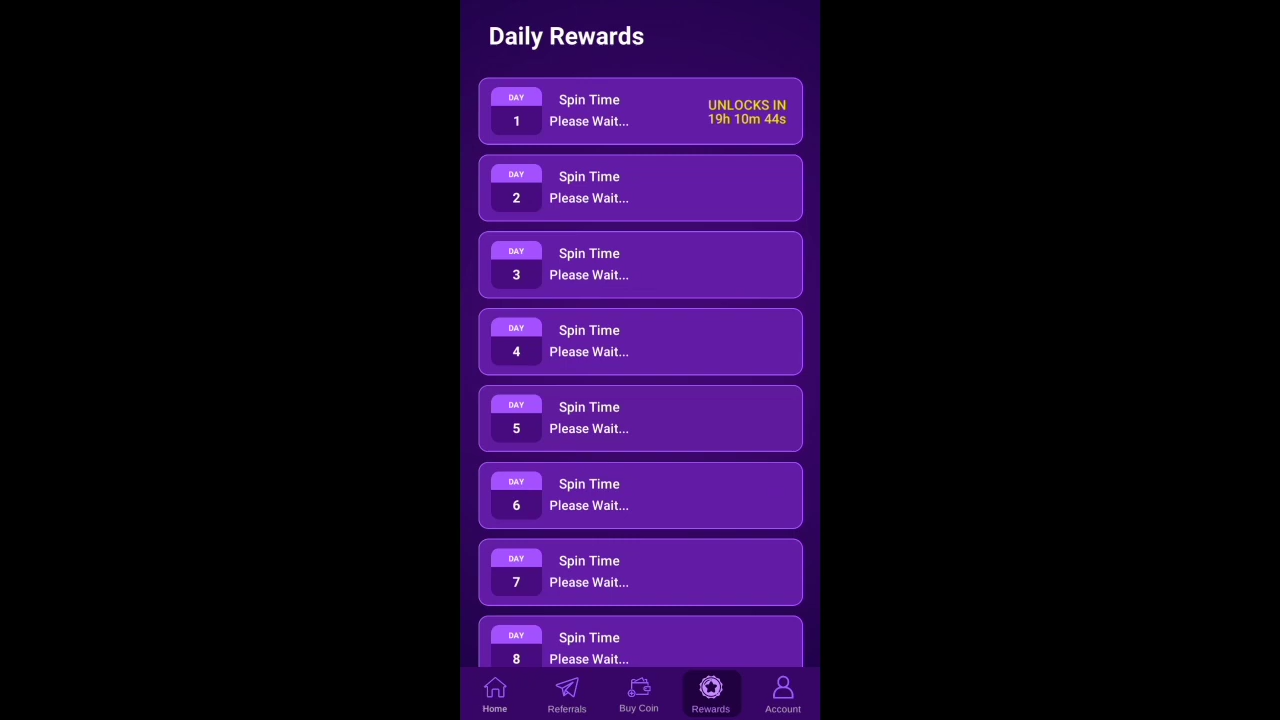 Daily Rewards
DAY
1
Spin Time
Please Wait...
UNLOCKS IN
19h 10m 44s
DAY
2
Spin Time
Please Wait...
DAY
3
Spin Time
Please Wait...
DAY
4
Spin Time
Please Wait...
DAY
5
Spin Time
Please Wait...
DAY
6
Spin Time
Please Wait...
DAY
7
Spin Time
Please Wait...
DAY
8
Spin Time
Please Wait...
Home
Referrals
Buy Coin
Rewards
Account